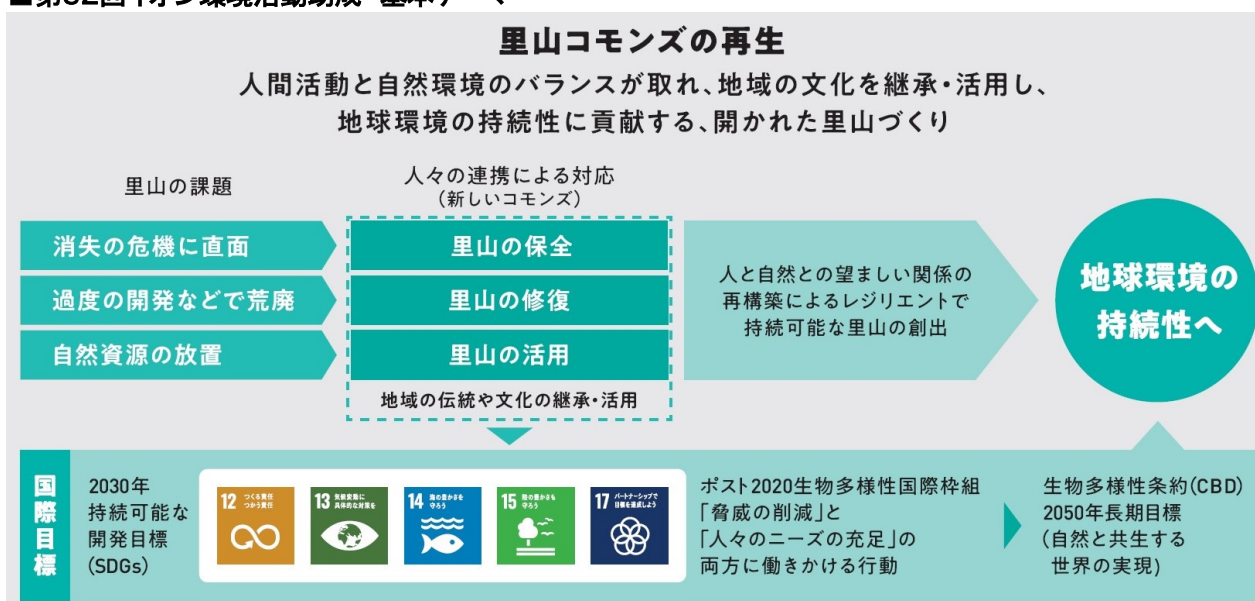 里山コモンズの再生
人間活動と自然環境のバランスが取れ、地域の文化を継承・活用し、
地球環境の持続性に貢献する、開かれた里山づくり
里山の課題
人々の連携による対応
(新しいコモンズ)
消失の危機に直面
里山の保全
過度の開発などで荒廃
里山の修復
自然資源の放置
里山の活用
地域の伝統や文化の継承・活用
人と自然との望ましい関係の
再構築によるレジリエントで
持続可能な里山の創出
地球環境の
持続性へ
国際目標
2030年
持続可能な
開発目標
(SDGs)
12 つくる責任
つかう責任
13 気候変動に
具体的な対策を
14 海の豊かさを
守ろう
15 陸の豊かさも
守ろう
17 パートナーシップで
目標を達成しよう
ポスト2020生物多様性国際枠組
「脅威の削減」と
「人々のニーズの充足」の
両方に働きかける行動
生物多様性条約(CBD)
2050年長期目標
(自然と共生する
世界の実現)